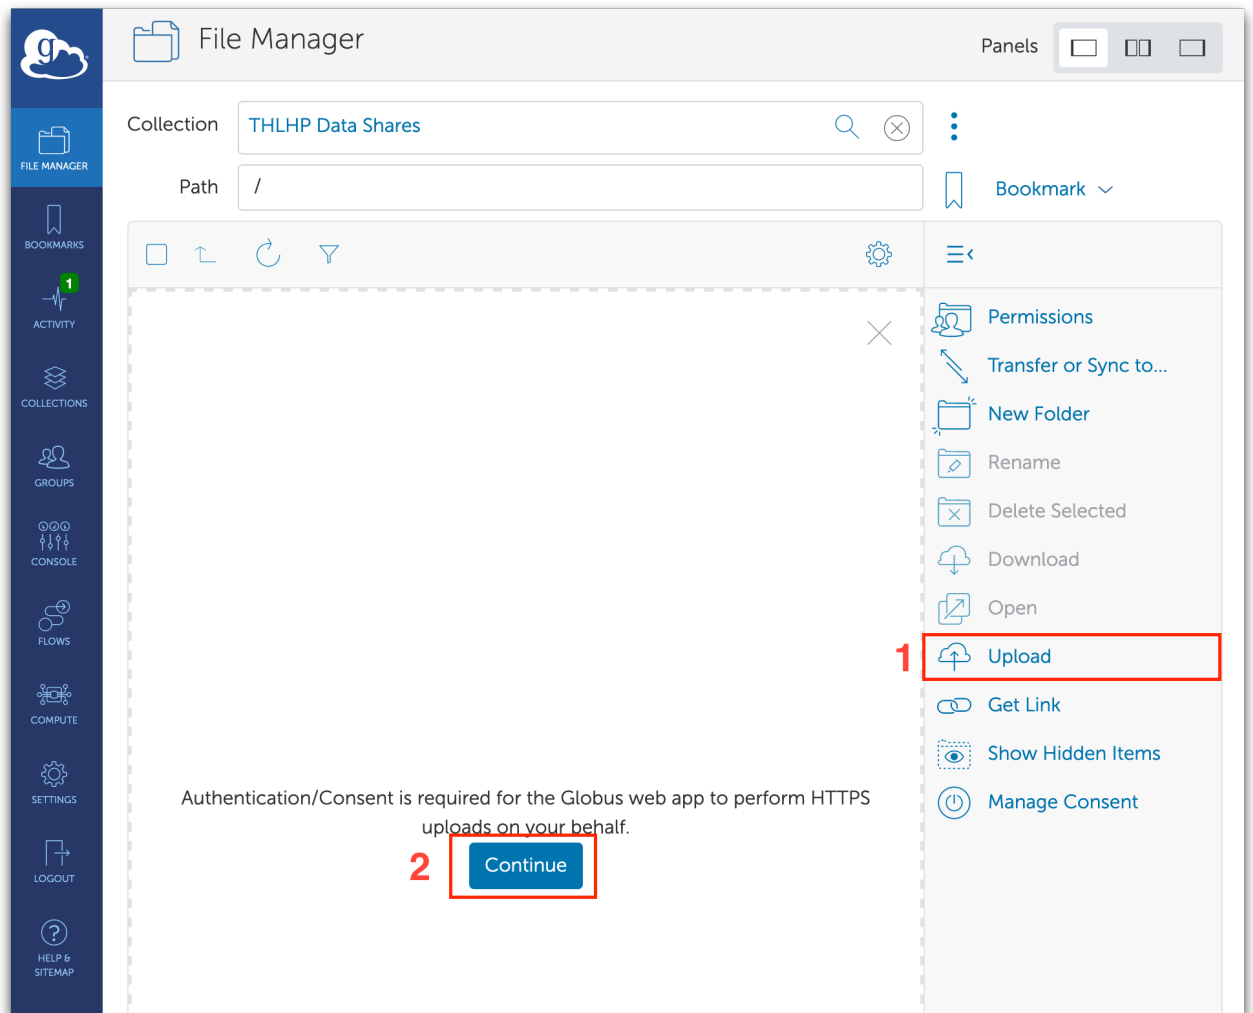 g
File Manager
Panels
Collection
THLHP Data Shares
Path
/
Bookmark
FILE MANAGER
BOOKMARKS
1
ACTIVITY
COLLECTIONS
GROUPS
CONSOLE
FLOWS
COMPUTE
SETTINGS
LOGOUT
HELP &
SITEMAP
Permissions
Transfer or Sync to...
New Folder
Rename
Delete Selected
Download
Open
1 Upload
Get Link
Show Hidden Items
Manage Consent
Authentication/Consent is required for the Globus web app to perform HTTPS
uploads on your behalf.
2 Continue